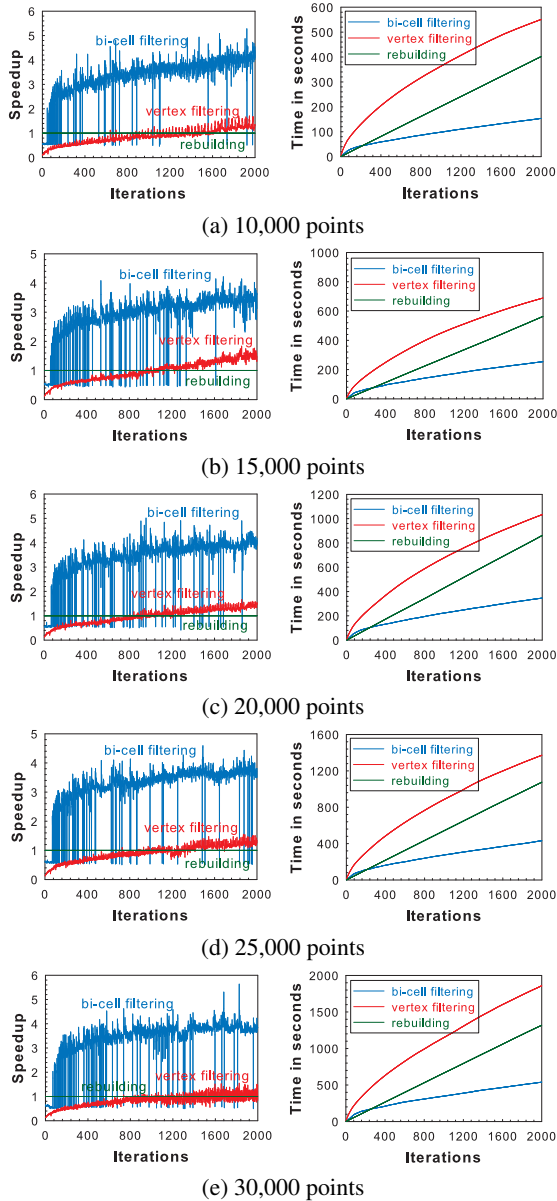 6
5
4
3
2
1
0
Speedup
bi-cell filtering
vertex filtering
rebuilding
0 400 800 1200 1600 2000
Iterations
600
500
400
300
200
100
0
Time in seconds
bi-cell filtering
vertex filtering
rebuilding
0 400 800 1200 1600 2000
Iterations
(a) 10,000 points
5
4
3
2
1
0
Speedup
bi-cell filtering
vertex filtering
rebuilding
0 400 800 1200 1600 2000
Iterations
1000
800
600
400
200
0
Time in seconds
bi-cell filtering
vertex filtering
rebuilding
0 400 800 1200 1600 2000
Iterations
(b) 15,000 points
6
5
4
3
2
1
0
Speedup
bi-cell filtering
vertex filtering
rebuilding
0 400 800 1200 1600 2000
Iterations
1200
1000
800
600
400
200
0
Time in seconds
bi-cell filtering
vertex filtering
rebuilding
0 400 800 1200 1600 2000
Iterations
(c) 20,000 points
5
4
3
2
1
0
Speedup
bi-cell filtering
vertex filtering
rebuilding
0 400 800 1200 1600 2000
Iterations
1600
1200
800
400
0
Time in seconds
bi-cell filtering
vertex filtering
rebuilding
0 400 800 1200 1600 2000
Iterations
(d) 25,000 points
6
5
4
3
2
1
0
Speedup
bi-cell filtering
rebuilding
vertex filtering
0 400 800 1200 1600 2000
Iterations
2000
1500
1000
500
0
Time in seconds
bi-cell filtering
vertex filtering
rebuilding
0 400 800 1200 1600 2000
Iterations
(e) 30,000 points